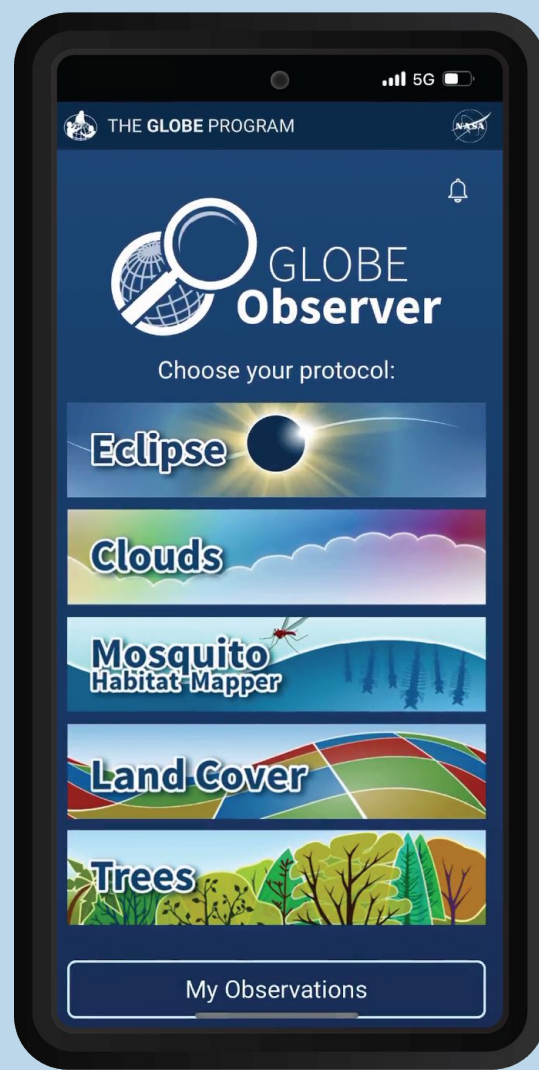 5G
THE GLOBE PROGRAM
NASA
GLOBE
Observer
Choose your protocol:
Eclipse
Clouds
Mosquito
Habitat Mapper
Land Cover
Trees
My Observations